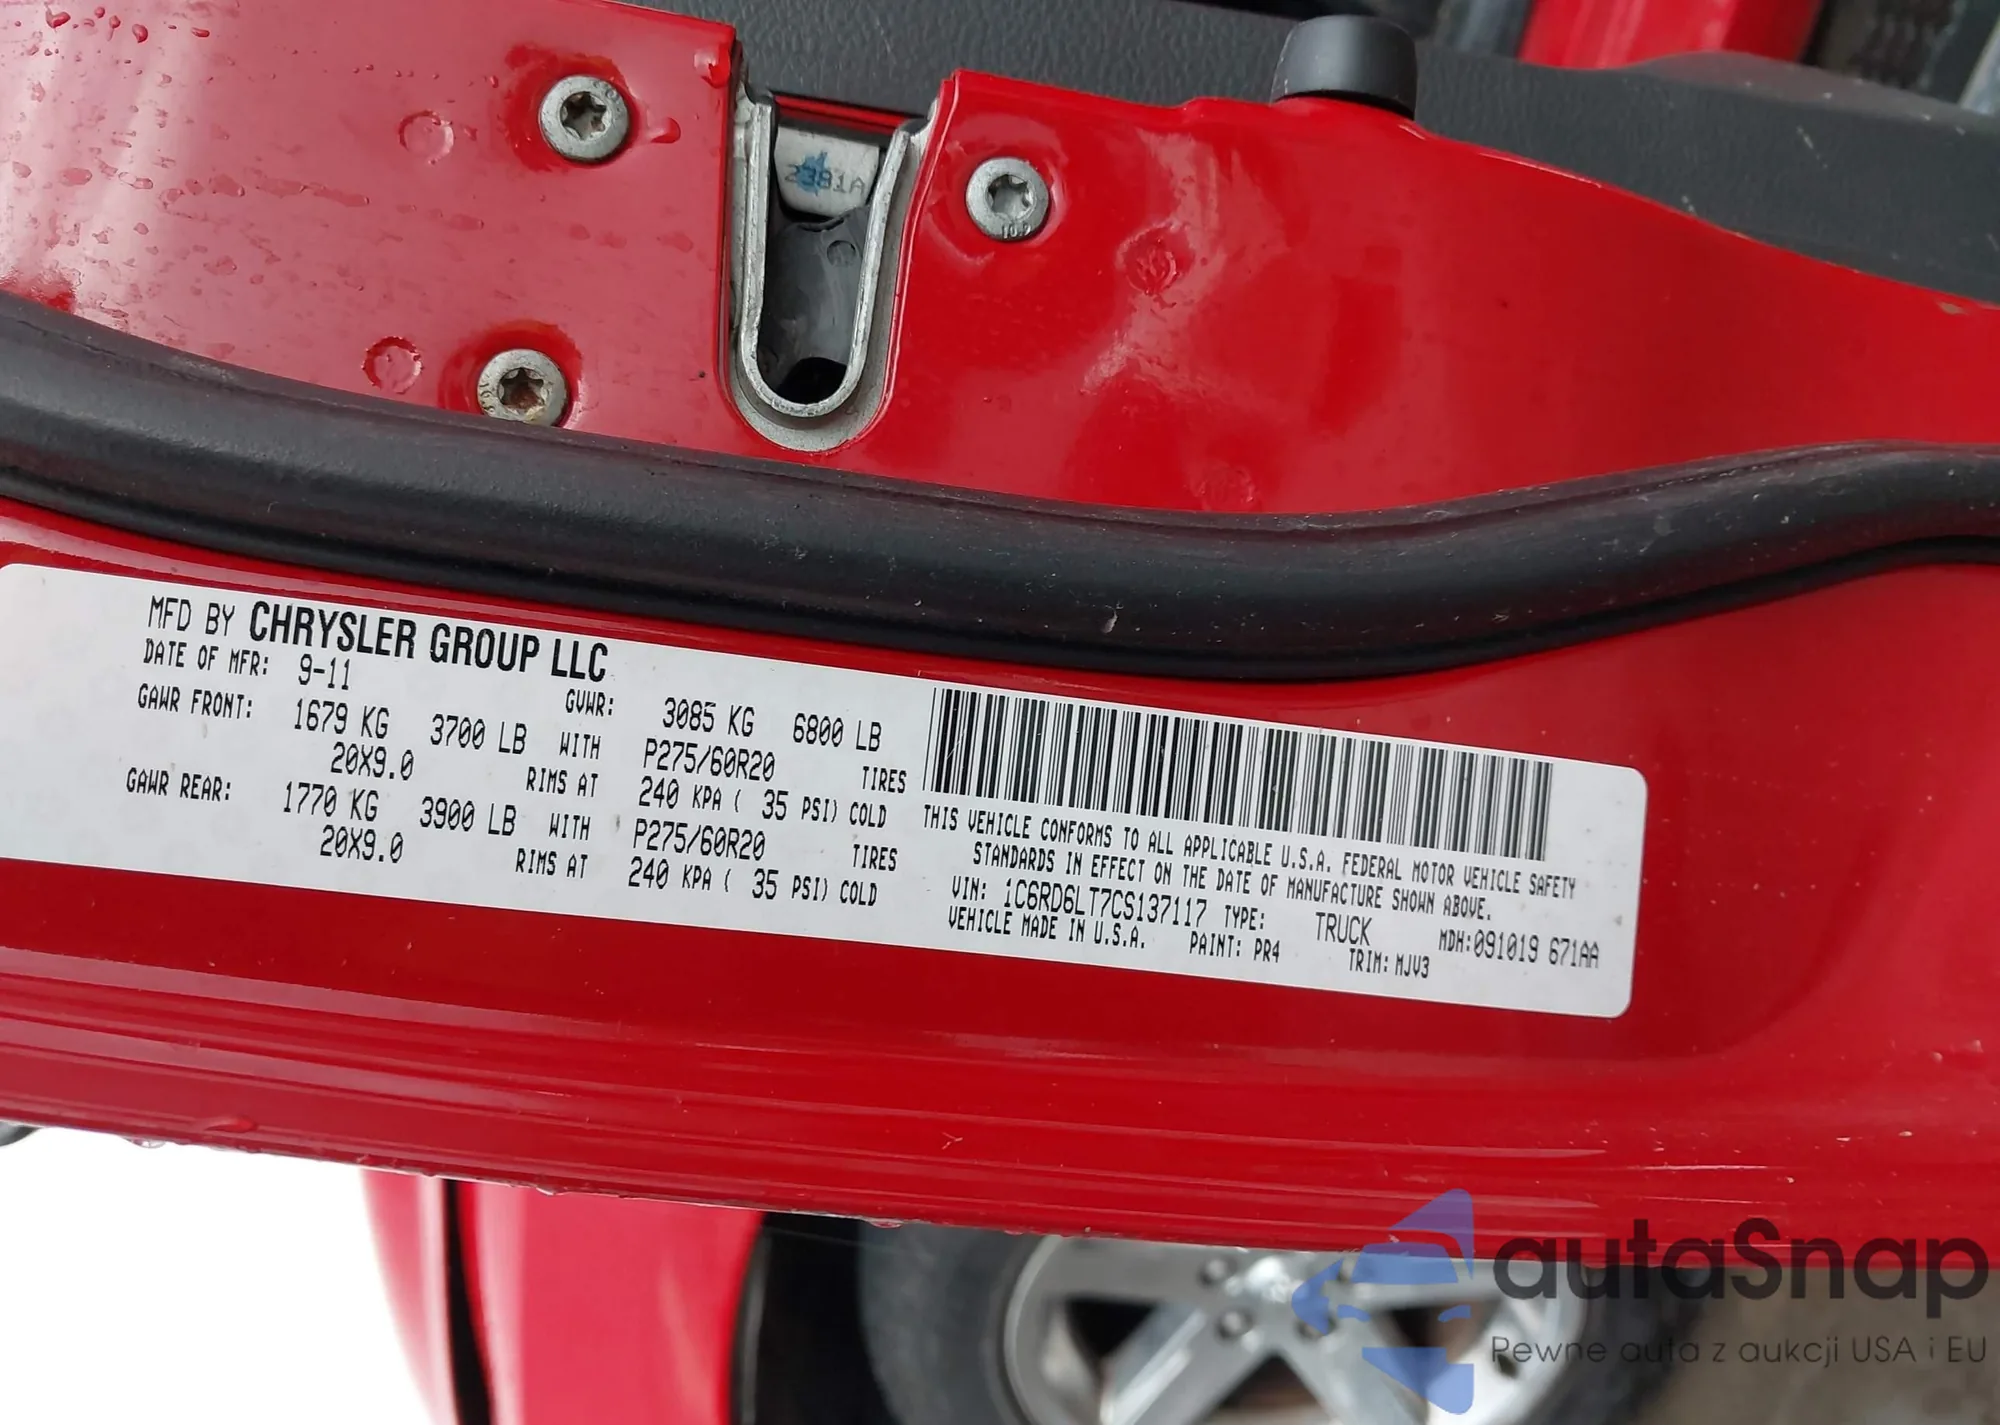 2381A
MFD BY CHRYSLER GROUP LLC
DATE OF MFR: 9-11 GVWR: 3085 KG 6800 LB
GAWR FRONT: 1679 KG 3700 LB WITH P275/60R20 TIRES
20X9.0 RIMS AT 240 KPA ( 35 PSI) COLD
GAWR REAR: 1770 KG 3900 LB WITH P275/60R20 TIRES
20X9.0 RIMS AT 240 KPA ( 35 PSI) COLD
THIS VEHICLE CONFORMS TO ALL APPLICABLE U.S.A. FEDERAL MOTOR VEHICLE SAFETY
STANDARDS IN EFFECT ON THE DATE OF MANUFACTURE SHOWN ABOVE.
VIN: 1C6RD6LT7CS137117 TYPE: TRUCK MDH:091019 671AA
VEHICLE MADE IN U.S.A. PAINT: PR4 TRIM: MJV3
autaSnap
Pewne auta z aukcji USA i EU